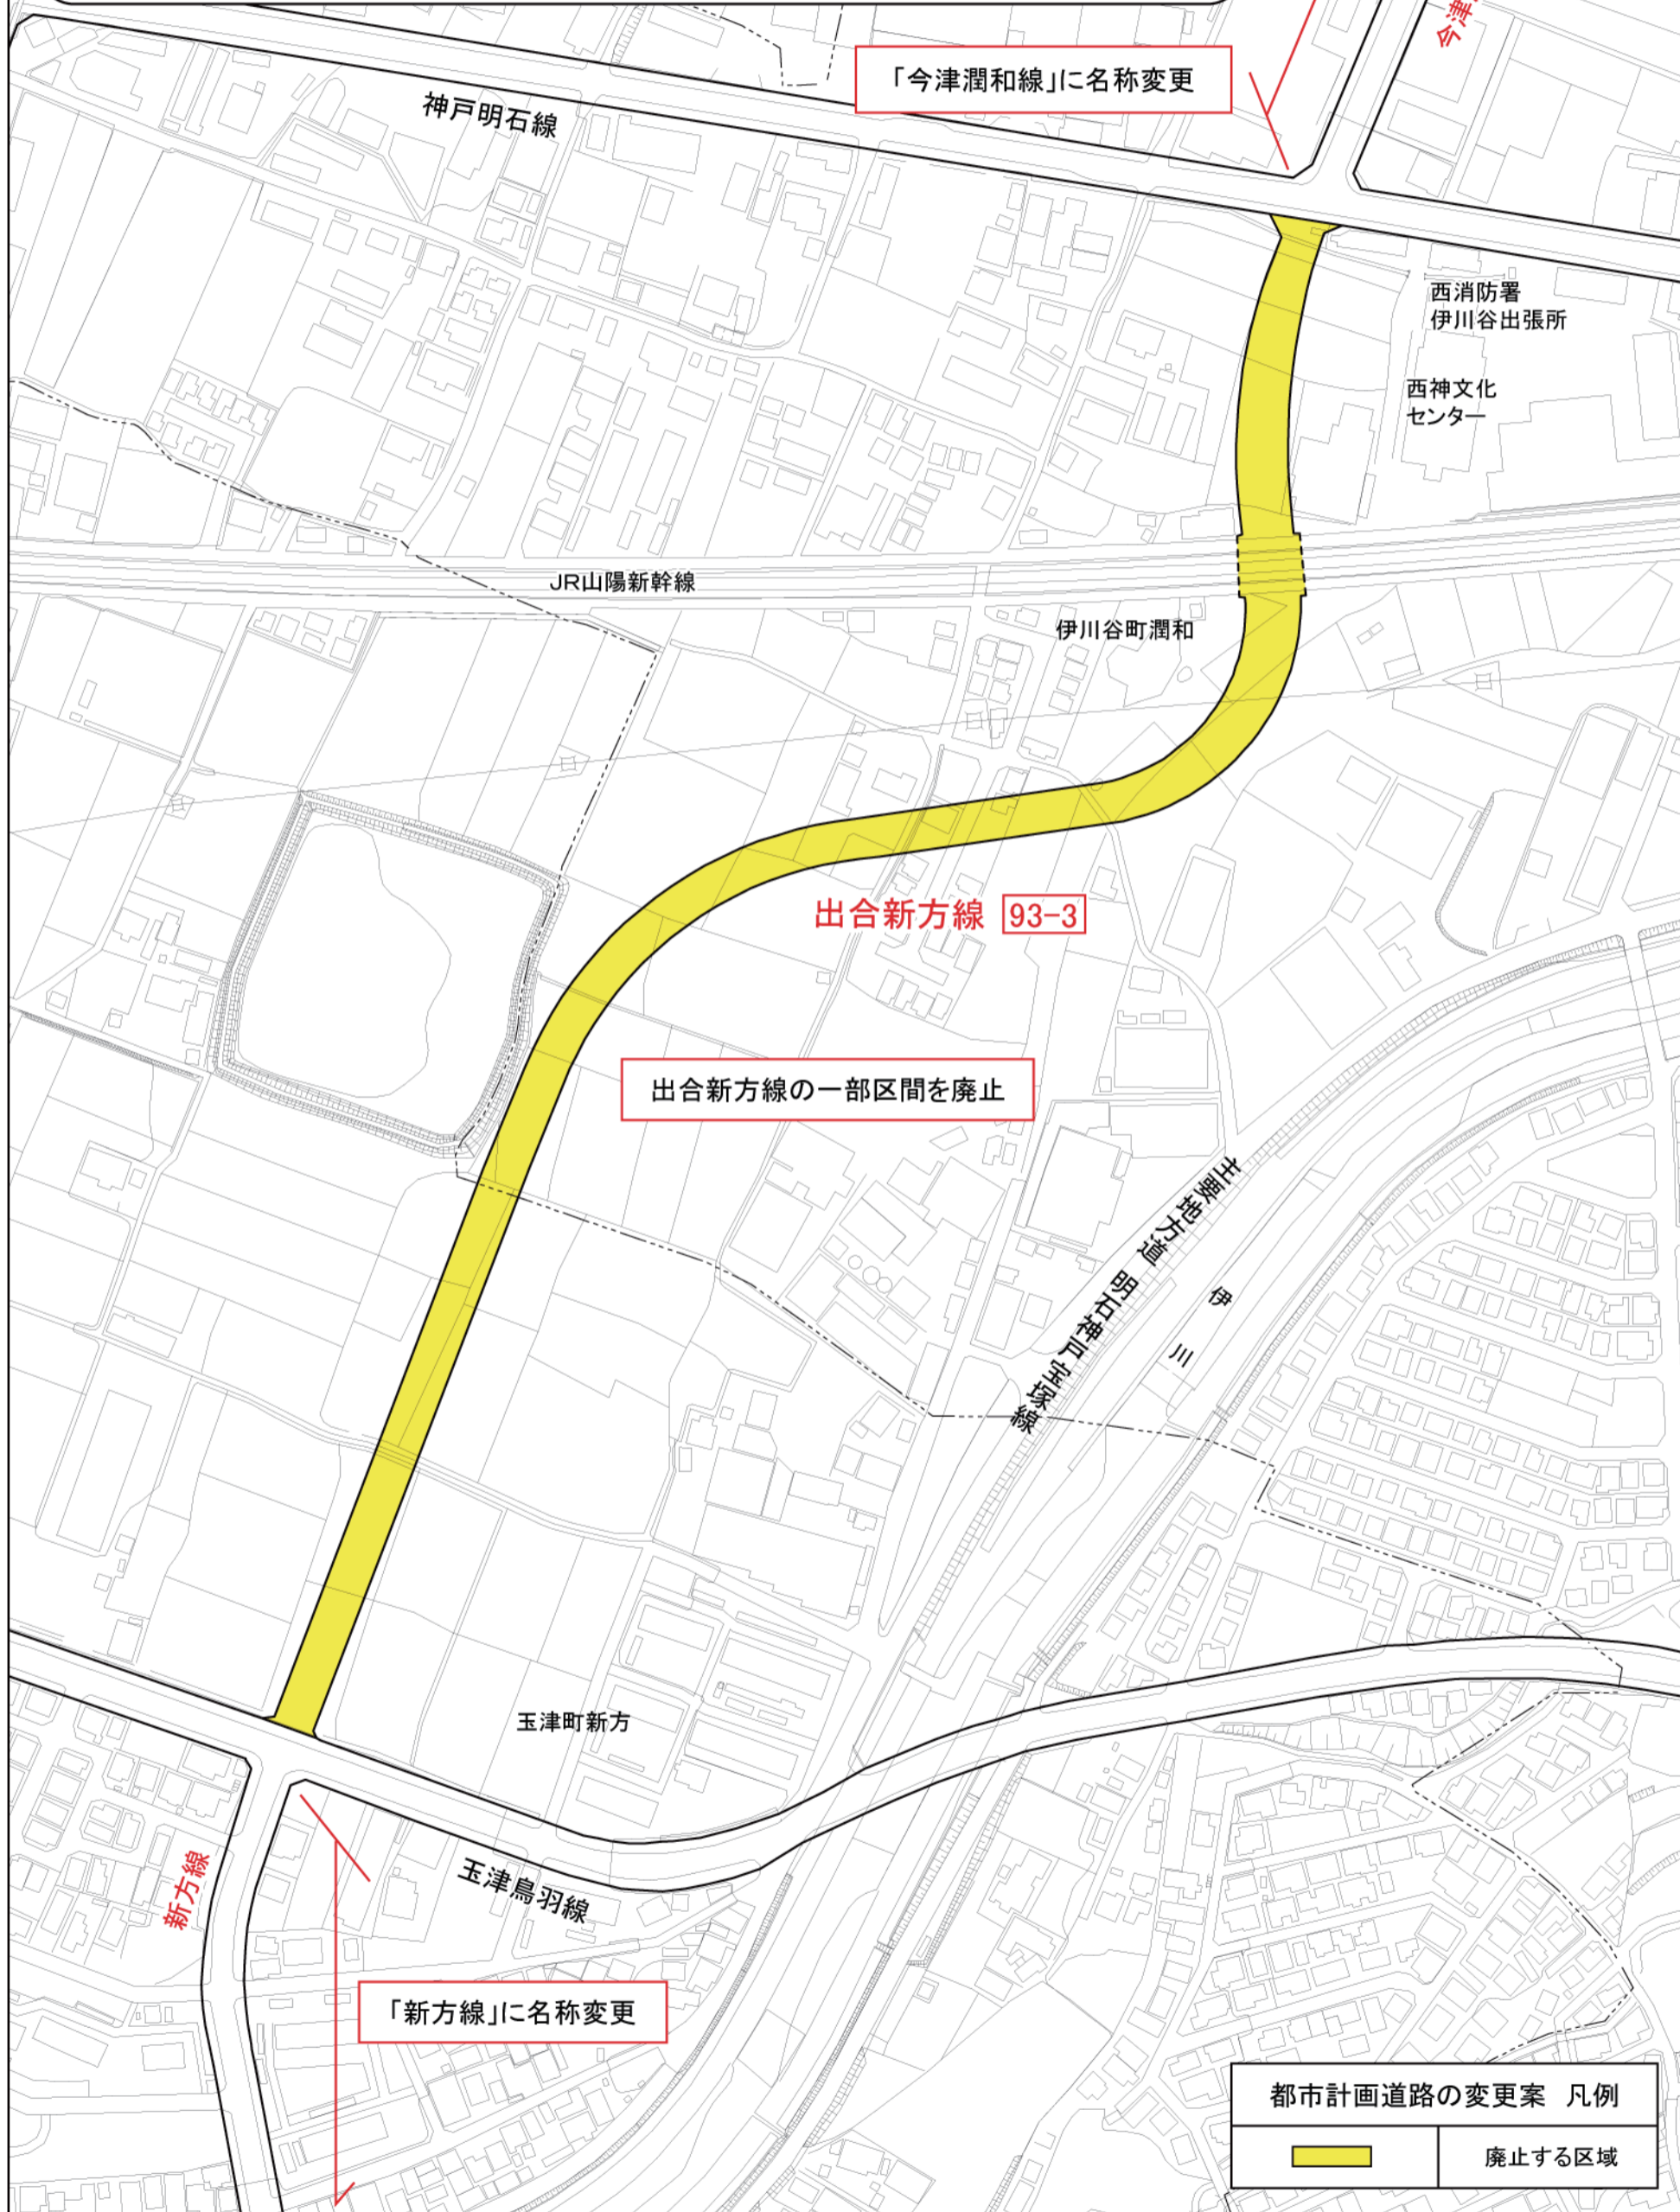 今津
「今津潤和線」に名称変更
神戸明石線
西消防署
伊川谷出張所
西神文化
センター
JR山陽新幹線
伊川谷町潤和
出合新方線 93-3
出合新方線の一部区間を廃止
主要地方道 明石神戸宝塚線
伊川
玉津町新方
新方線
玉津鳥羽線
「新方線」に名称変更
都市計画道路の変更案 凡例
廃止する区域